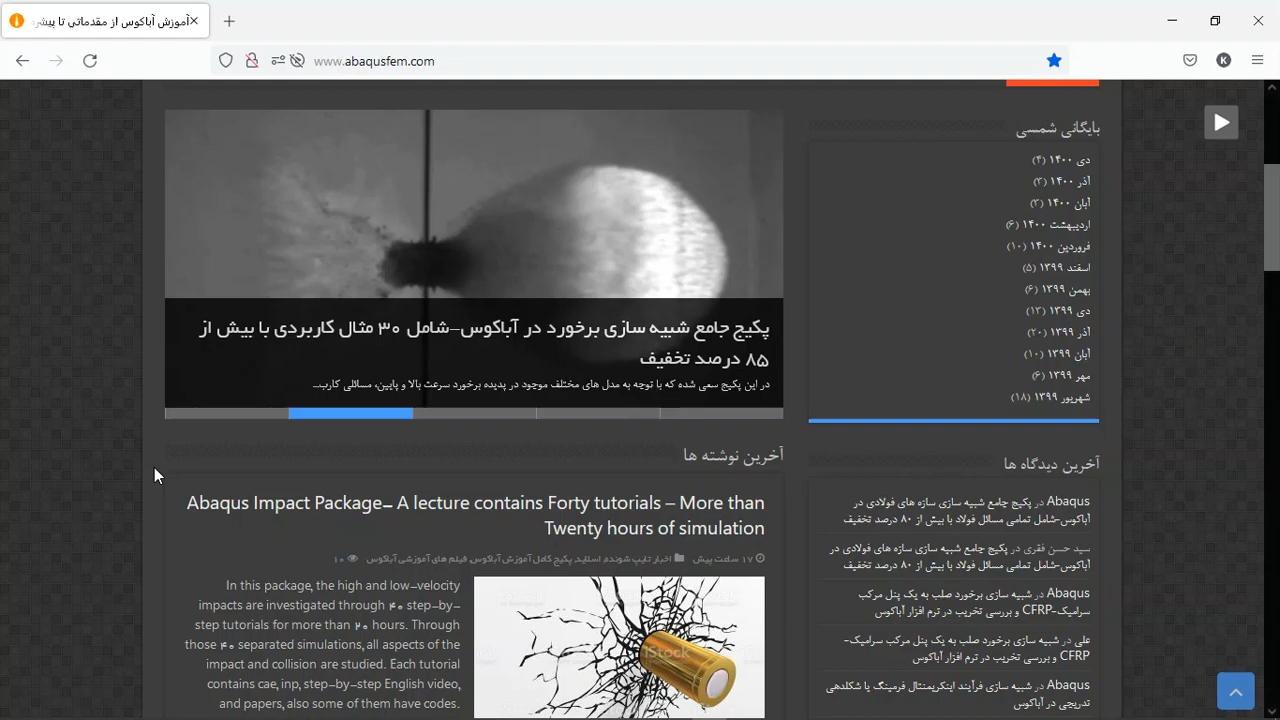 آموزش آباکوس از مقدماتی تا پیشر
www.abaqusfem.com
K
پکیج جامع شبیه سازی برخورد در آباکوس–شامل ۳۰ مثال کاربردی با بیش از
۸۵ درصد تخفیف
در این پکیج سعی شده که با توجه به مدل های مختلف موجود در پدیده برخورد سرعت بالا و پایین، مسائلی کارب...
آخرین نوشته ها
Abaqus Impact Package– A lecture contains Forty tutorials – More than
Twenty hours of simulation
۱۷ ساعت پیش اخبار تایپ شونده, اسلاید, پکیج کامل آموزش آباکوس, فیلم های آموزشی آباکوس ۱۰
In this package, the high and low–velocity
impacts are investigated through ۴۰ step–by–
step tutorials for more than ۲۰ hours. Through
those ۴۰ separated simulations, all aspects of the
impact and collision are studied. Each tutorial
contains cae, inp, step–by–step English video,
and papers, also some of them have codes.
iStock
بایگانی شمسی
دی ۱۴۰۰ (۴)
آذر ۱۴۰۰ (۳)
آبان ۱۴۰۰ (۳)
اردیبهشت ۱۴۰۰ (۶)
فروردین ۱۴۰۰ (۱۰)
اسفند ۱۳۹۹ (۵)
بهمن ۱۳۹۹ (۶)
دی ۱۳۹۹ (۱۳)
آذر ۱۳۹۹ (۲۰)
آبان ۱۳۹۹ (۱۰)
مهر ۱۳۹۹ (۶)
شهریور ۱۳۹۹ (۱۸)
آخرین دیدگاه ها
Abaqus در پکیج جامع شبیه سازی سازه های فولادی در
آباکوس-شامل تمامی مسائل فولاد با بیش از ۸۰ درصد تخفیف
سید حسن فقری در پکیج جامع شبیه سازی سازه های فولادی در
آباکوس-شامل تمامی مسائل فولاد با بیش از ۸۰ درصد تخفیف
Abaqus در شبیه سازی برخورد صلب به یک پنل مرکب
سرامیک-CFRP و بررسی تخریب در نرم افزار آباکوس
علی در شبیه سازی برخورد صلب به یک پنل مرکب سرامیک-
CFRP و بررسی تخریب در نرم افزار آباکوس
Abaqus در شبیه سازی فرآیند اینکریمنتال فرمینگ یا شکلدهی
تدریجی در آباکوس